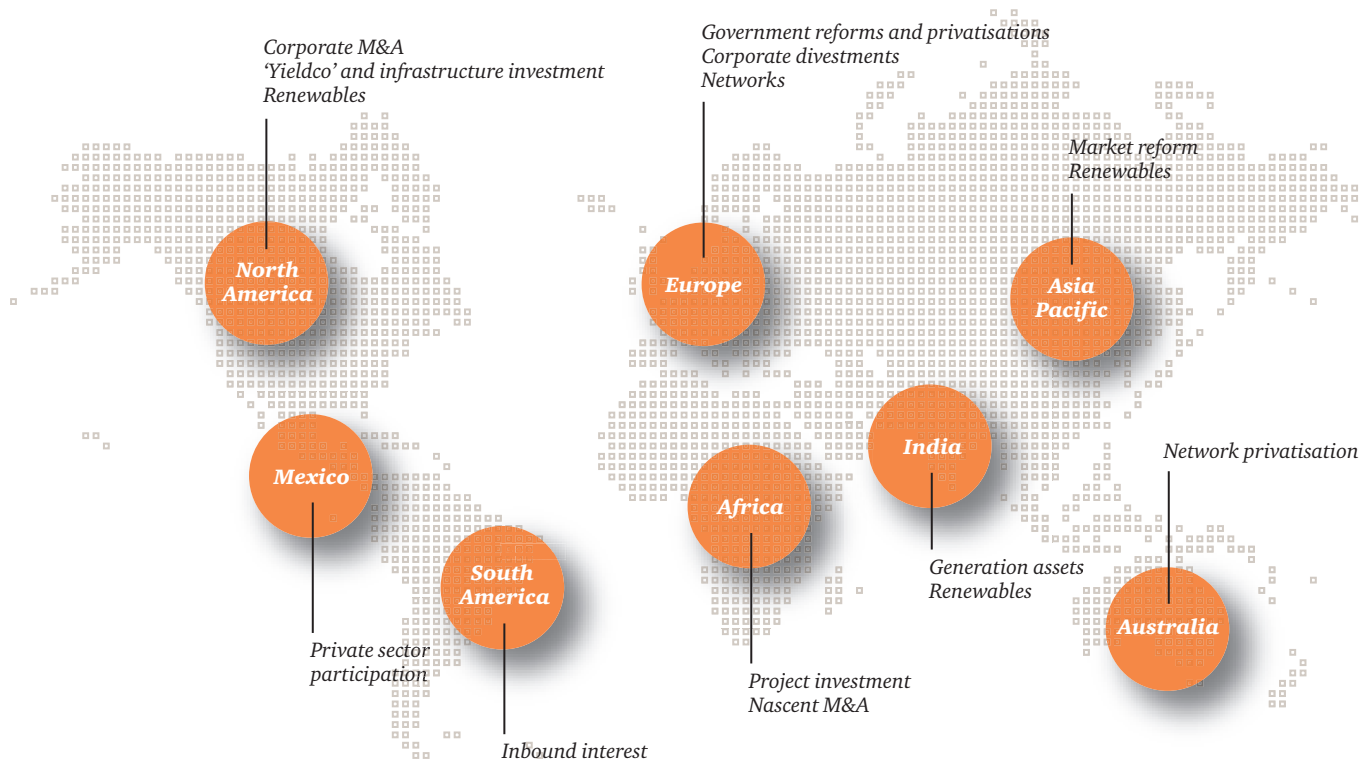 Corporate M&A
‘Yieldco’ and infrastructure investment
Renewables
North
America
Government reforms and privatisations
Corporate divestments
Networks
Europe
Market reform
Renewables
Asia
Pacific
Mexico
Private sector
participation
South
America
Inbound interest
Africa
Project investment
Nascent M&A
India
Generation assets
Renewables
Network privatisation
Australia